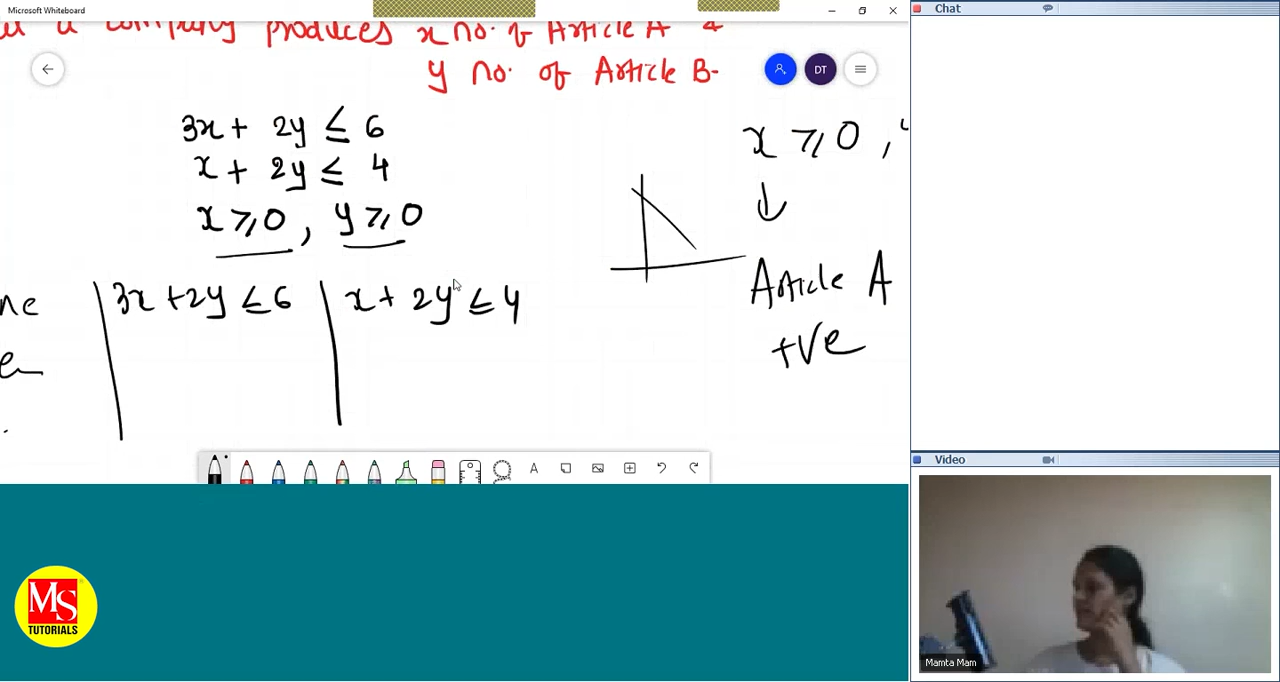 Microsoft Whiteboard
a company produces x no. of Article A &
y no. of Article B.
DT
3x + 2y ≤ 6
x + 2y ≤ 4
x ≥ 0, y ≥ 0
x ≥ 0,
↓
Article A
+ve
3x + 2y ≤ 6
x + 2y ≤ 4
A
MS
TUTORIALS
Chat
Video
Mamta Mam